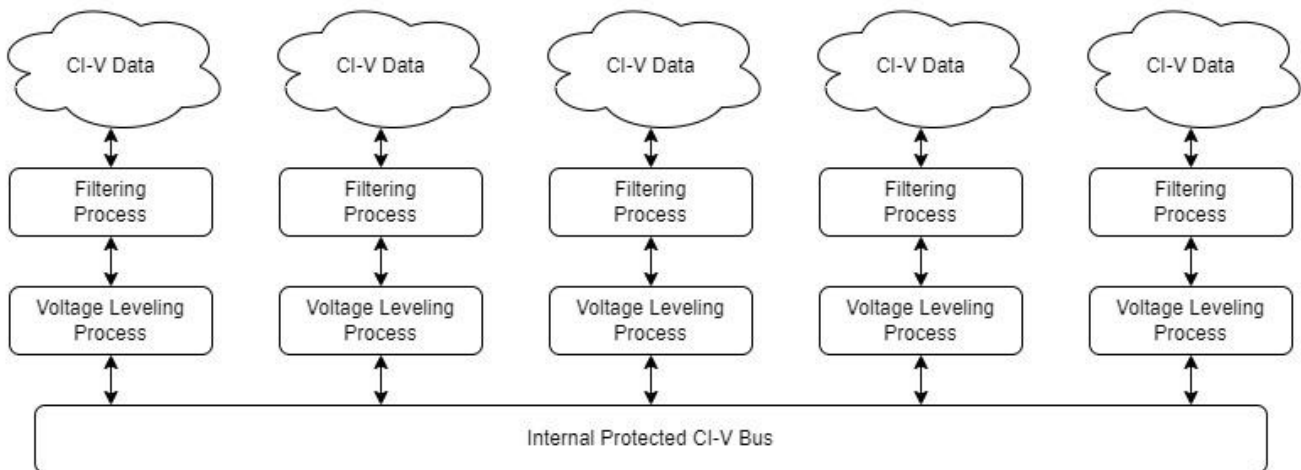 CI-V Data
CI-V Data
CI-V Data
CI-V Data
CI-V Data
Filtering
Process
Filtering
Process
Filtering
Process
Filtering
Process
Filtering
Process
Voltage Leveling
Process
Voltage Leveling
Process
Voltage Leveling
Process
Voltage Leveling
Process
Voltage Leveling
Process
Internal Protected CI-V Bus